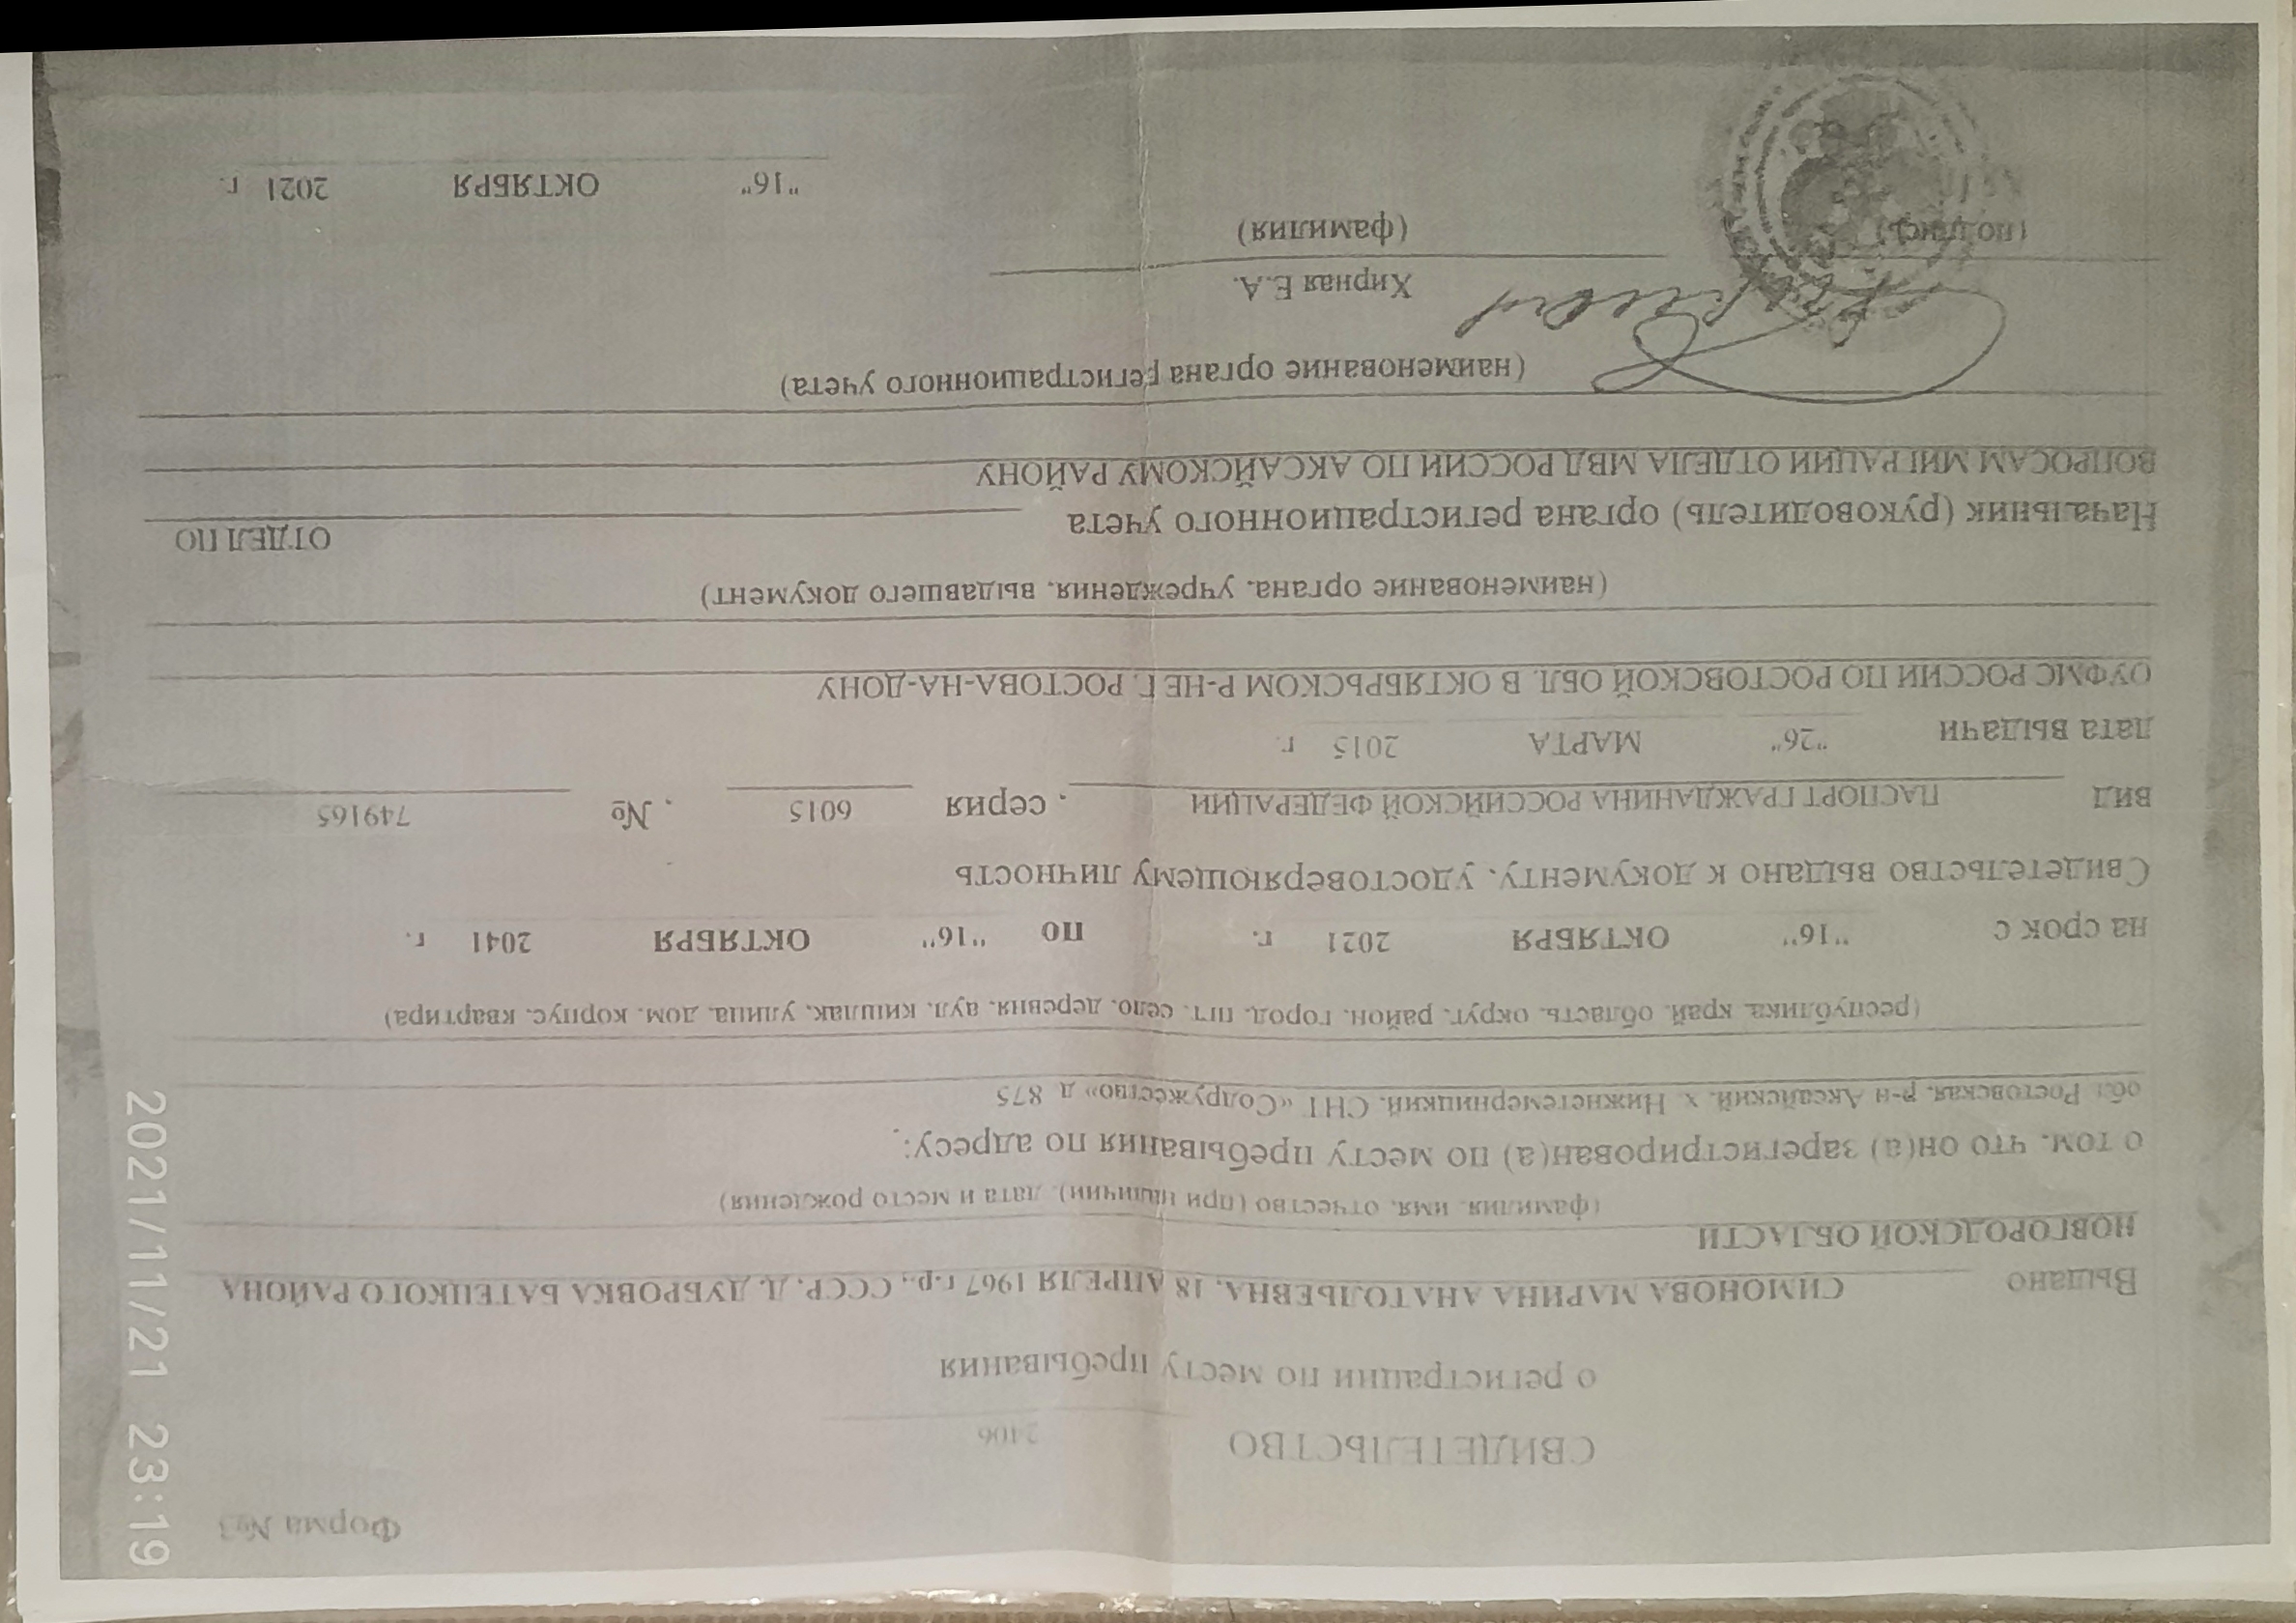 Форма №3
СВИДЕТЕЛЬСТВО 2406
о регистрации по месту пребывания
Выдано СИМОНОВА МАРИНА АНАТОЛЬЕВНА, 18 АПРЕЛЯ 1967 г.р., СССР, Д. ДУБРОВКА БАТЕЦКОГО РАЙОНА
НОВГОРОДСКОЙ ОБЛАСТИ
(фамилия, имя, отчество (при наличии), дата и место рождения)
о том, что он(а) зарегистрирован(а) по месту пребывания по адресу:
обл. Ростовская, р-н Аксайский, х. Нижнетемерницкий, СНТ «Содружество» д. 875
(республика, край, область, округ, район, город, пгт, село, деревня, аул, кишлак, улица, дом, корпус, квартира)
на срок с "16" ОКТЯБРЯ 2021 г. по "16" ОКТЯБРЯ 2041 г.
Свидетельство выдано к документу, удостоверяющему личность
вид ПАСПОРТ ГРАЖДАНИНА РОССИЙСКОЙ ФЕДЕРАЦИИ , серия 6015 , № 749165
дата выдачи "26" МАРТА 2015 г.
ОУФМС РОССИИ ПО РОСТОВСКОЙ ОБЛ. В ОКТЯБРЬСКОМ Р-НЕ Г. РОСТОВА-НА-ДОНУ
(наименование органа, учреждения, выдавшего документ)
Начальник (руководитель) органа регистрационного учета ОТДЕЛ ПО
ВОПРОСАМ МИГРАЦИИ ОТДЕЛА МВД РОССИИ ПО АКСАЙСКОМУ РАЙОНУ
(наименование органа регистрационного учета)
Хирная Е.А.
(подпись) (фамилия)
"16" ОКТЯБРЯ 2021 г.
2021/11/21 23:19